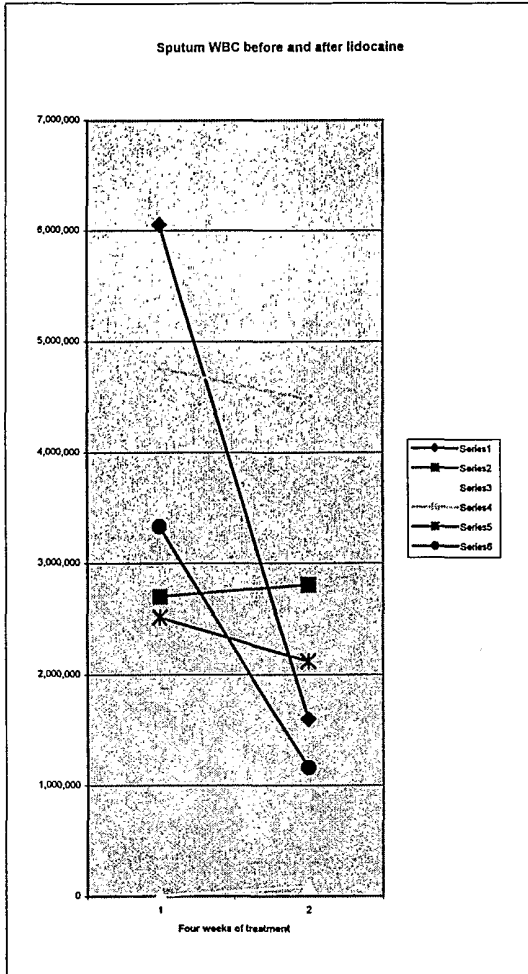 Sputum WBC before and after lidocaine
7,000,000
6,000,000
5,000,000
4,000,000
3,000,000
2,000,000
1,000,000
0
1 2
Four weeks of treatment
Series1
Series2
Series3
Series4
Series5
Series6